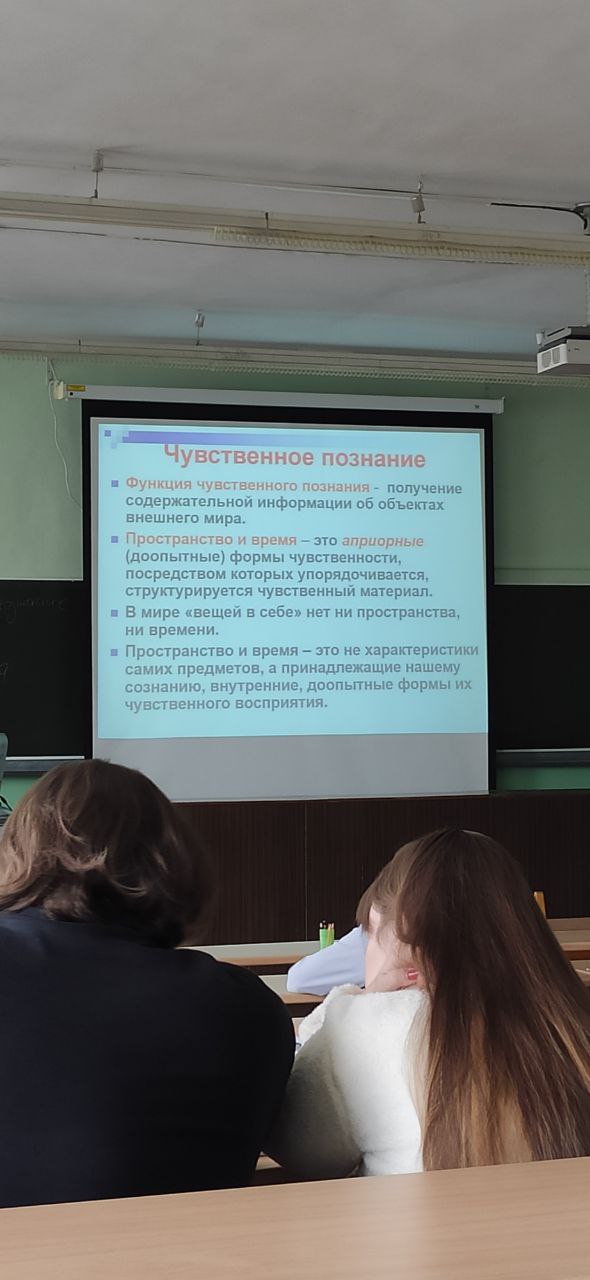 Чувственное познание
Функция чувственного познания - получение
содержательной информации об объектах
внешнего мира.
Пространство и время – это априорные
(доопытные) формы чувственности,
посредством которых упорядочивается,
структурируется чувственный материал.
В мире «вещей в себе» нет ни пространства,
ни времени.
Пространство и время – это не характеристики
самих предметов, а принадлежащие нашему
сознанию, внутренние, доопытные формы их
чувственного восприятия.